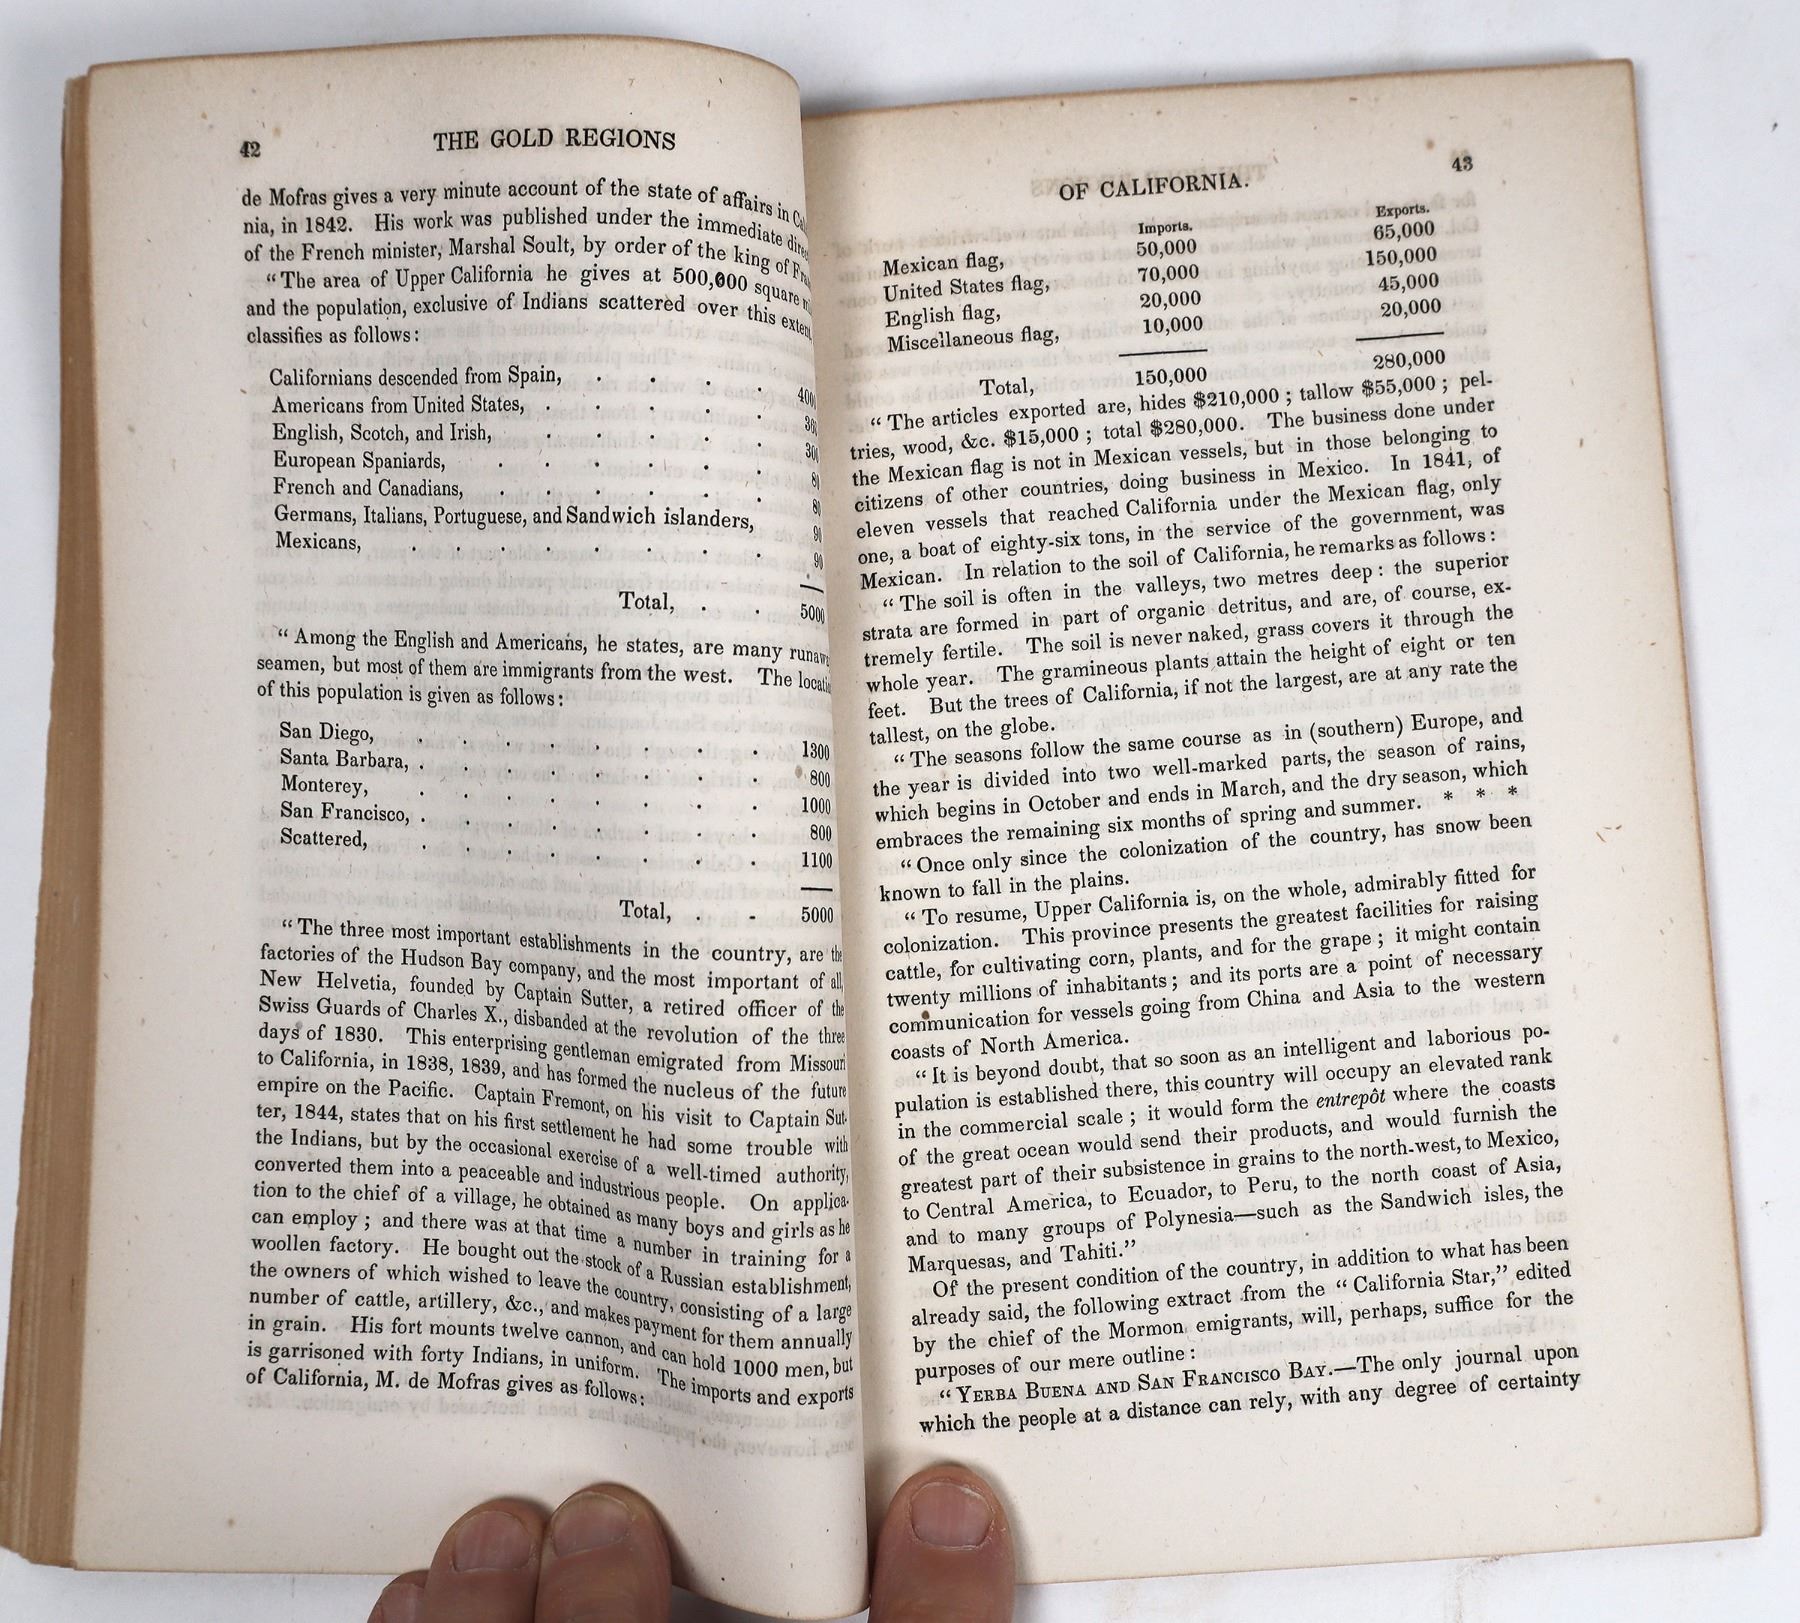 42 THE GOLD REGIONS
de Mofras gives a very minute account of the state of affairs in
nia, in 1842. His work was published under the immediate
of the French minister, Marshal Soult, by order of the king of
“The area of Upper California he gives at 500,000 square
and the population, exclusive of Indians scattered over this extent,
classifies as follows:
Californians descended from Spain, . . . . 4000
Americans from United States, . . . . .
English, Scotch, and Irish, . . . . .
European Spaniards, . . . . . . 80
French and Canadians, . . . . . . 80
Germans, Italians, Portuguese, and Sandwich islanders, 90
Mexicans, . . . . . . . . 90
Total, . . 5000
“Among the English and Americans, he states, are many
seamen, but most of them are immigrants from the west. The
of this population is given as follows:
San Diego, . . . . . . . . 1300
Santa Barbara, . . . . . . . . 800
Monterey, . . . . . . . . 1000
San Francisco, . . . . . . . . 800
Scattered, . . . . . . . . 1100
Total, . - 5000
“The three most important establishments in the country, are the
factories of the Hudson Bay company, and the most important of all,
New Helvetia, founded by Captain Sutter, a retired officer of the
Swiss Guards of Charles X., disbanded at the revolution of the three
days of 1830. This enterprising gentleman emigrated from Missouri
to California, in 1838, 1839, and has formed the nucleus of the future
empire on the Pacific. Captain Fremont, on his visit to Captain Sut-
ter, 1844, states that on his first settlement he had some trouble with
the Indians, but by the occasional exercise of a well-timed authority,
converted them into a peaceable and industrious people. On applica-
tion to the chief of a village, he obtained as many boys and girls as he
can employ; and there was at that time a number in training for a
woollen factory. He bought out the stock of a Russian establishment,
the owners of which wished to leave the country, consisting of a large
number of cattle, artillery, &c., and makes payment for them annually
in grain. His fort mounts twelve cannon, and can hold 1000 men, but
is garrisoned with forty Indians, in uniform. The imports and exports
of California, M. de Mofras gives as follows:
OF CALIFORNIA. 43
Imports. Exports.
Mexican flag, 50,000 65,000
United States flag, 70,000 150,000
English flag, 20,000 45,000
Miscellaneous flag, 10,000 20,000
Total, 150,000 280,000
“The articles exported are, hides $210,000; tallow $55,000; pel-
tries, wood, &c. $15,000; total $280,000. The business done under
the Mexican flag is not in Mexican vessels, but in those belonging to
citizens of other countries, doing business in Mexico. In 1841, of
eleven vessels that reached California under the Mexican flag, only
one, a boat of eighty-six tons, in the service of the government, was
Mexican. In relation to the soil of California, he remarks as follows:
“The soil is often in the valleys, two metres deep: the superior
strata are formed in part of organic detritus, and are, of course, ex-
tremely fertile. The soil is never naked, grass covers it through the
whole year. The gramineous plants attain the height of eight or ten
feet. But the trees of California, if not the largest, are at any rate the
tallest, on the globe.
“The seasons follow the same course as in (southern) Europe, and
the year is divided into two well-marked parts, the season of rains,
which begins in October and ends in March, and the dry season, which
embraces the remaining six months of spring and summer. * * *
“Once only since the colonization of the country, has snow been
known to fall in the plains.
“To resume, Upper California is, on the whole, admirably fitted for
colonization. This province presents the greatest facilities for raising
cattle, for cultivating corn, plants, and for the grape; it might contain
twenty millions of inhabitants; and its ports are a point of necessary
communication for vessels going from China and Asia to the western
coasts of North America.
“It is beyond doubt, that so soon as an intelligent and laborious po-
pulation is established there, this country will occupy an elevated rank
in the commercial scale; it would form the entrepôt where the coasts
of the great ocean would send their products, and would furnish the
greatest part of their subsistence in grains to the north-west, to Mexico,
to Central America, to Ecuador, to Peru, to the north coast of Asia,
and to many groups of Polynesia—such as the Sandwich isles, the
Marquesas, and Tahiti.”
Of the present condition of the country, in addition to what has been
already said, the following extract from the “California Star,” edited
by the chief of the Mormon emigrants, will, perhaps, suffice for the
purposes of our mere outline:
“YERBA BUENA AND SAN FRANCISCO BAY.—The only journal upon
which the people at a distance can rely, with any degree of certainty